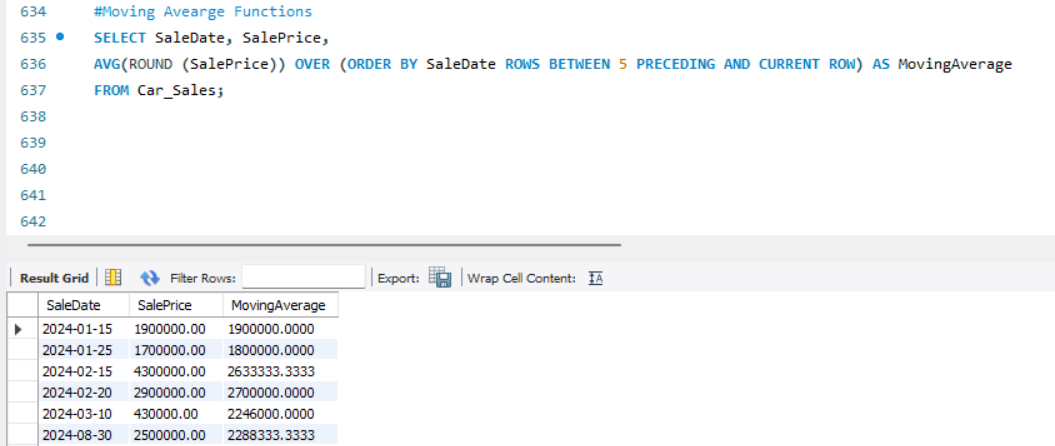 634 #Moving Avearge Functions
635 SELECT SaleDate, SalePrice,
636 AVG(ROUND (SalePrice)) OVER (ORDER BY SaleDate ROWS BETWEEN 5 PRECEDING AND CURRENT ROW) AS MovingAverage
637 FROM Car_Sales;
638
639
640
641
642
Result Grid Filter Rows: Export: Wrap Cell Content: IA
SaleDate SalePrice MovingAverage
2024-01-15 1900000.00 1900000.0000
2024-01-25 1700000.00 1800000.0000
2024-02-15 4300000.00 2633333.3333
2024-02-20 2900000.00 2700000.0000
2024-03-10 430000.00 2246000.0000
2024-08-30 2500000.00 2288333.3333